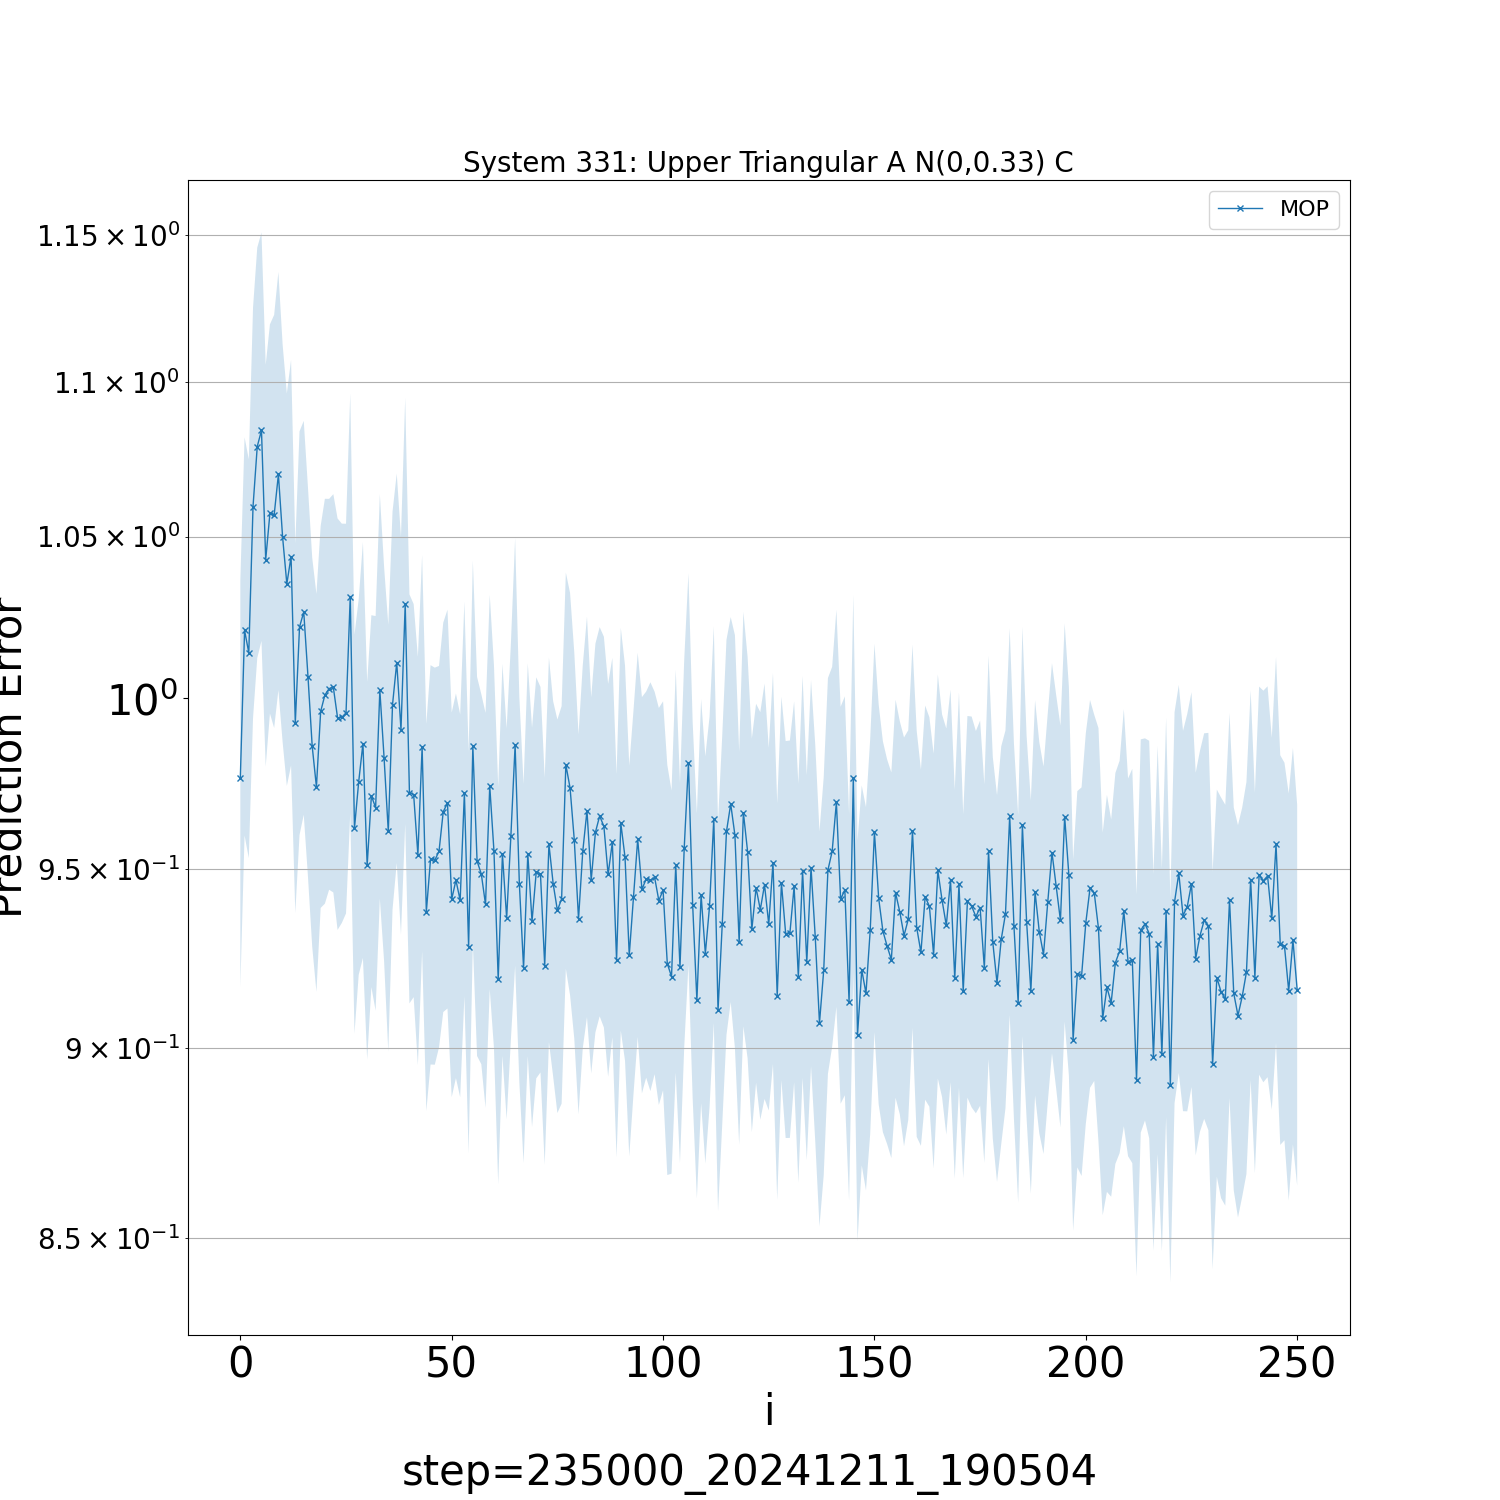 System 331: Upper Triangular A N(0,0.33) C
MOP
1.15 × 10⁰
1.1 × 10⁰
1.05 × 10⁰
10⁰
9.5 × 10⁻¹
9 × 10⁻¹
8.5 × 10⁻¹
Prediction Error
0 50 100 150 200 250
i
step=235000_20241211_190504